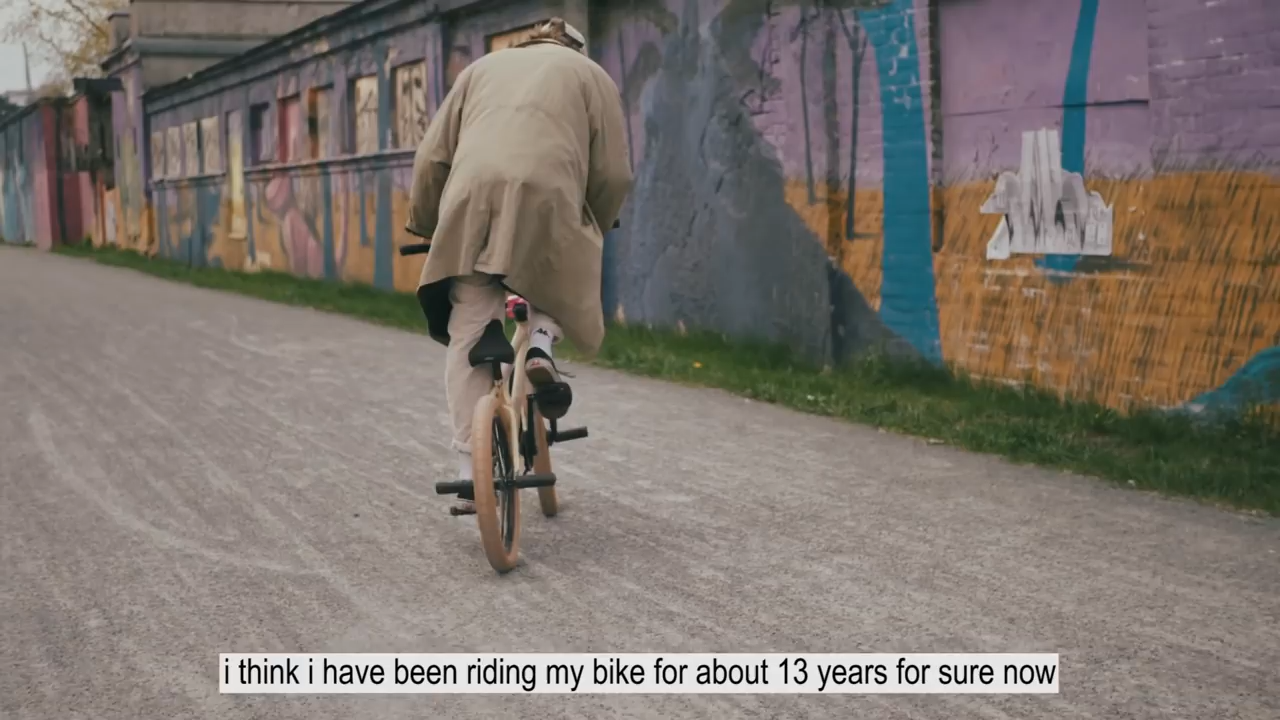 i think i have been riding my bike for about 13 years for sure now